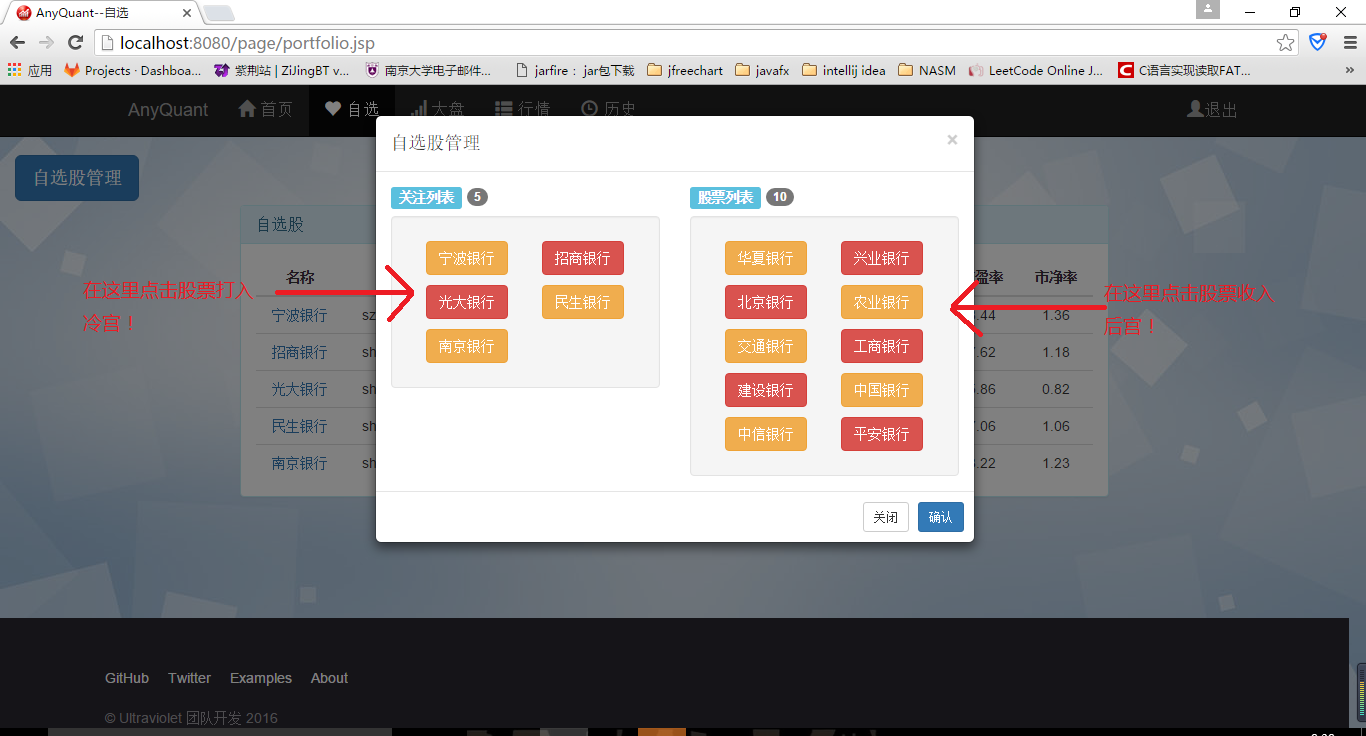 AnyQuant--自选
localhost:8080/page/portfolio.jsp
应用 Projects · Dashboa... 紫荆站 | ZiJingBT v... 南京大学电子邮件... jarfire： jar包下载 jfreechart javafx intellij idea NASM LeetCode Online J... C语言实现读取FAT... »
AnyQuant 首页 自选 大盘 行情 历史 退出
自选股管理 ×
自选股管理
关注列表 5 股票列表 10
自选股
宁波银行 招商银行 华夏银行 兴业银行
名称 盈率 市净率
在这里点击股票打入 光大银行 民生银行 北京银行 农业银行 在这里点击股票收入
冷宫！ 后宫！
宁波银行 sz .44 1.36
南京银行 交通银行 工商银行
招商银行 sh .62 1.18
光大银行 sh .86 0.82
建设银行 中国银行
民生银行 sh .06 1.06
中信银行 平安银行
南京银行 sh .22 1.23
关闭 确认
GitHub Twitter Examples About
© Ultraviolet 团队开发 2016